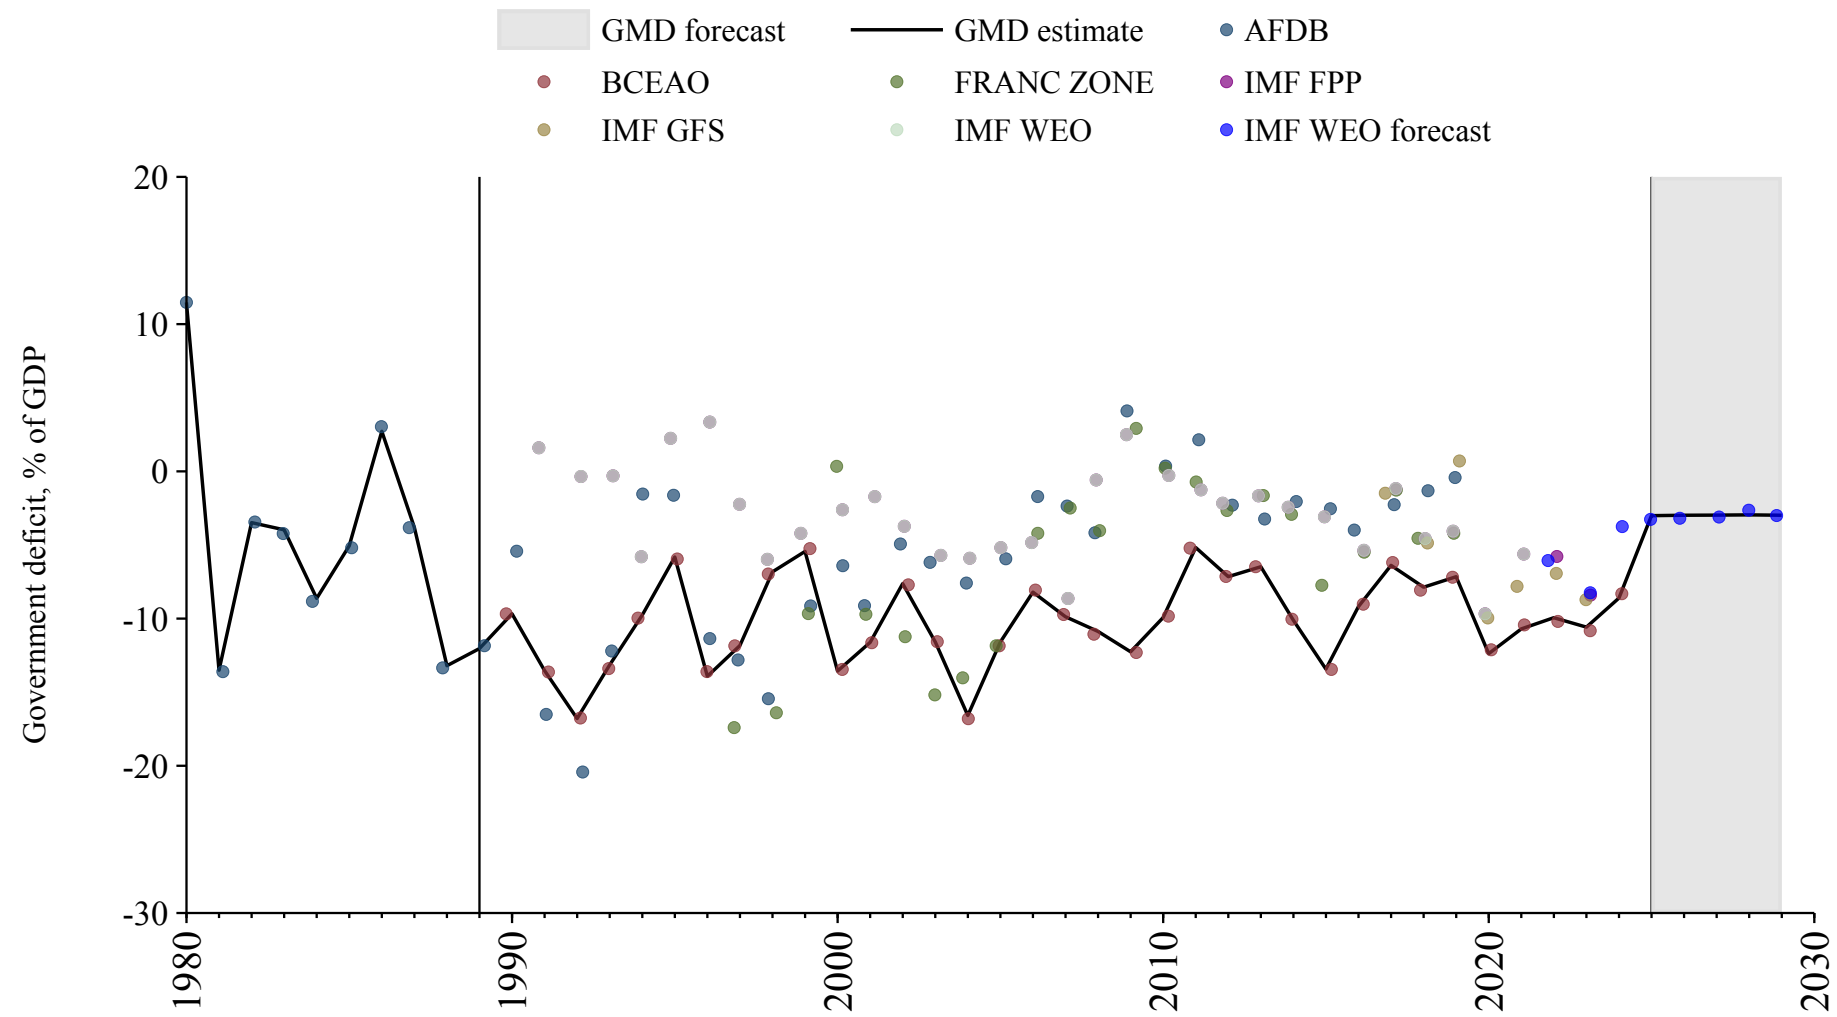 GMD forecast GMD estimate AFDB
BCEAO FRANC ZONE IMF FPP
IMF GFS IMF WEO IMF WEO forecast
Government deficit, % of GDP
20
10
0
-10
-20
-30
1980 1990 2000 2010 2020 2030